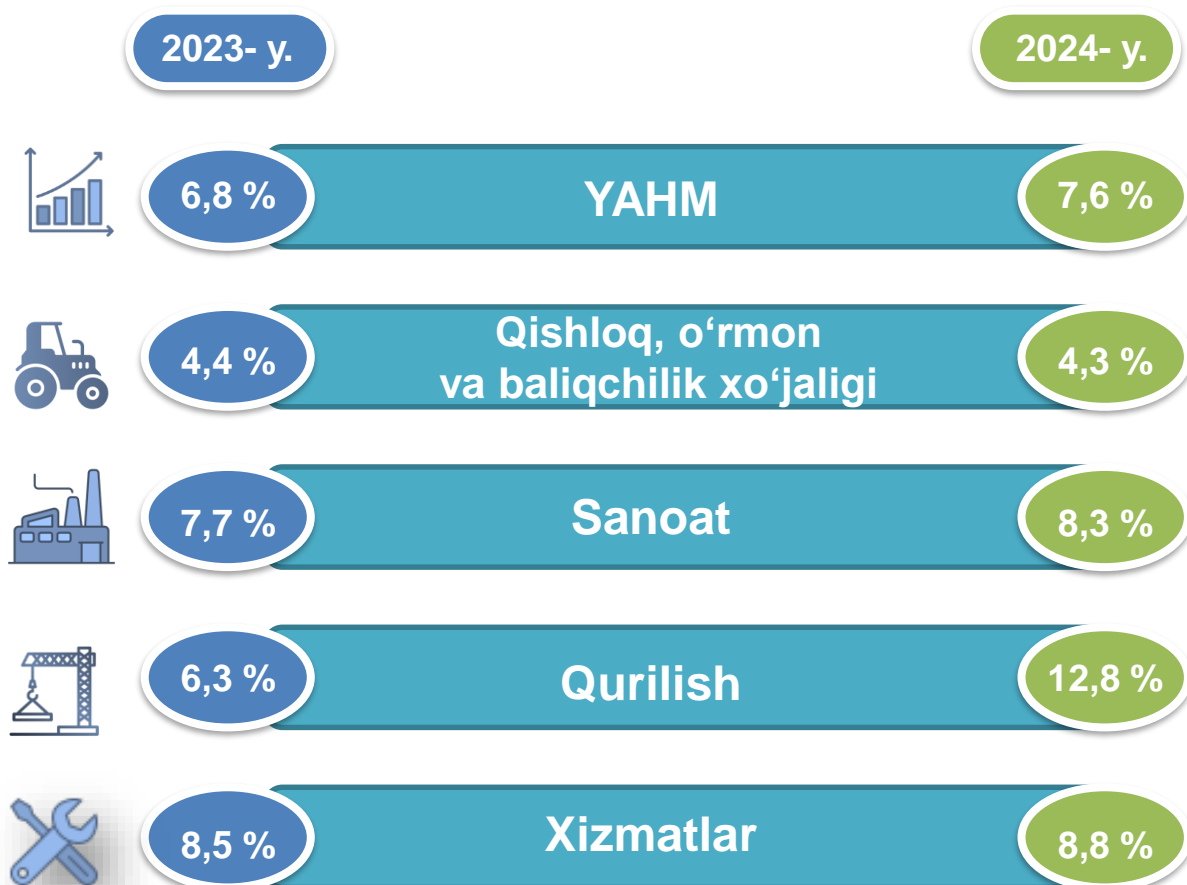 2023- y.
2024- y.
6,8 %
YAHM
7,6 %
4,4 %
Qishloq, o‘rmon
va baliqchilik xo‘jaligi
4,3 %
7,7 %
Sanoat
8,3 %
6,3 %
Qurilish
12,8 %
8,5 %
Xizmatlar
8,8 %